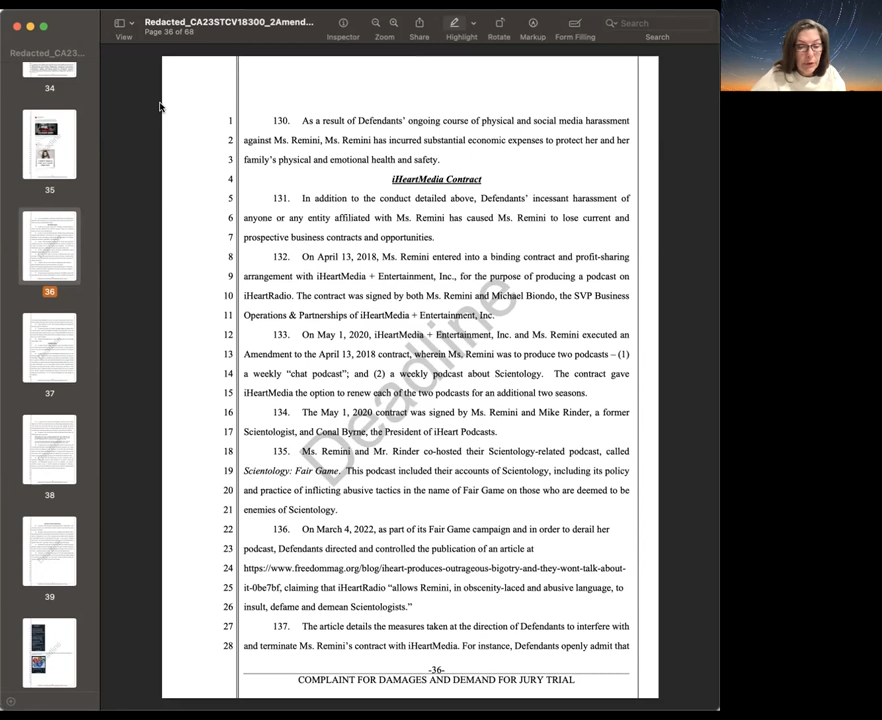 Redacted_CA23STCV1B300_2Amend...
Page 36 of 68
View
Inspector
Zoom
Share
Highlight
Rotate
Markup
Form Filling
Search
Search
Redacted_CA23...
34
35
36
37
38
39
1 130. As a result of Defendants' ongoing course of physical and social media harassment
2 against Ms. Remini, Ms. Remini has incurred substantial economic expenses to protect her and her
3 family's physical and emotional health and safety.
4 iHeartMedia Contract
5 131. In addition to the conduct detailed above, Defendants' incessant harassment of
6 anyone or any entity affiliated with Ms. Remini has caused Ms. Remini to lose current and
7 prospective business contracts and opportunities.
8 132. On April 13, 2018, Ms. Remini entered into a binding contract and profit-sharing
9 arrangement with iHeartMedia + Entertainment, Inc., for the purpose of producing a podcast on
10 iHeartRadio. The contract was signed by both Ms. Remini and Michael Biondo, the SVP Business
11 Operations & Partnerships of iHeartMedia + Entertainment, Inc.
12 133. On May 1, 2020, iHeartMedia + Entertainment, Inc. and Ms. Remini executed an
13 Amendment to the April 13, 2018 contract, wherein Ms. Remini was to produce two podcasts – (1)
14 a weekly "chat podcast"; and (2) a weekly podcast about Scientology. The contract gave
15 iHeartMedia the option to renew each of the two podcasts for an additional two seasons.
16 134. The May 1, 2020 contract was signed by Ms. Remini and Mike Rinder, a former
17 Scientologist, and Conal Byrne, the President of iHeart Podcasts.
18 135. Ms. Remini and Mr. Rinder co-hosted their Scientology-related podcast, called
19 Scientology: Fair Game. This podcast included their accounts of Scientology, including its policy
20 and practice of inflicting abusive tactics in the name of Fair Game on those who are deemed to be
21 enemies of Scientology.
22 136. On March 4, 2022, as part of its Fair Game campaign and in order to derail her
23 podcast, Defendants directed and controlled the publication of an article at
24 https://www.freedommag.org/blog/iheart-produces-outrageous-bigotry-and-they-wont-talk-about-
25 it-0be7bf, claiming that iHeartRadio "allows Remini, in obscenity-laced and abusive language, to
26 insult, defame and demean Scientologists."
27 137. The article details the measures taken at the direction of Defendants to interfere with
28 and terminate Ms. Remini's contract with iHeartMedia. For instance, Defendants openly admit that
Deadline
-36-
COMPLAINT FOR DAMAGES AND DEMAND FOR JURY TRIAL